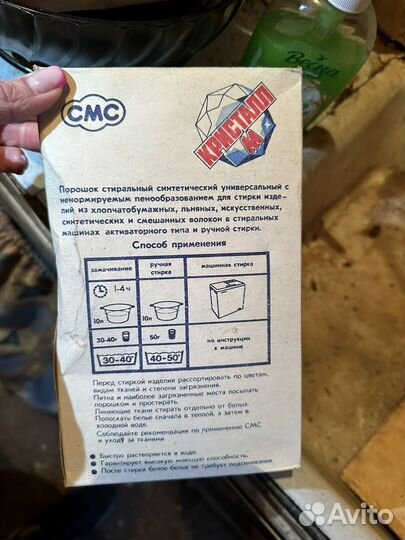 СМС
КРИСТАЛЛ
М
Весна
Порошок стиральный синтетический универсальный с
ненормируемым пенообразованием для стирки изде-
лий из хлопчатобумажных, льняных, искусственных,
синтетических и смешанных волокон в стиральных
машинах активаторного типа и ручной стирки.
Способ применения
замачивание
ручная
стирка
машинная стирка
1-4 ч
10л
10л
30-40г
50г
по инструкции
к машине
30-40°
40-50°
Перед стиркой изделия рассортировать по цветам,
видам тканей и степени загрязнения.
Пятна и наиболее загрязненные места посыпать
порошком и простирать.
Линяющие ткани стирать отдельно от белых.
Полоскать белье сначала в теплой, а затем в
холодной воде.
Соблюдайте рекомендации по применению СМС
и уходу за тканями
• Быстро растворяется в воде.
• Гарантирует высокую моющую способность.
• После стирки белое белье не требует подсинивания.
Avito